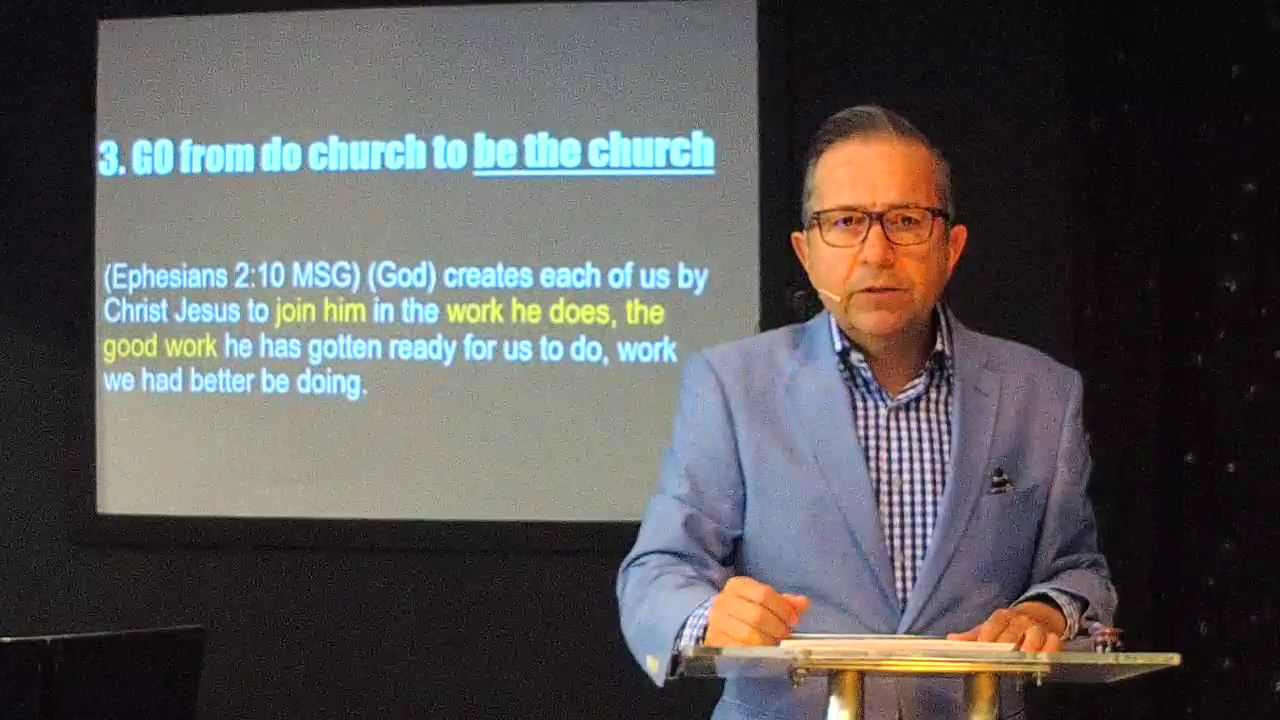 3. GO from do church to be the church
(Ephesians 2:10 MSG) (God) creates each of us by
Christ Jesus to join him in the work he does, the
good work he has gotten ready for us to do, work
we had better be doing.